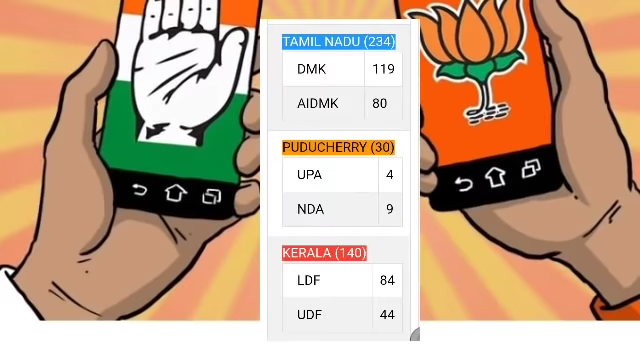 TAMIL NADU (234)
DMK 119
AIDMK 80
PUDUCHERRY (30)
UPA 4
NDA 9
KERALA (140)
LDF 84
UDF 44